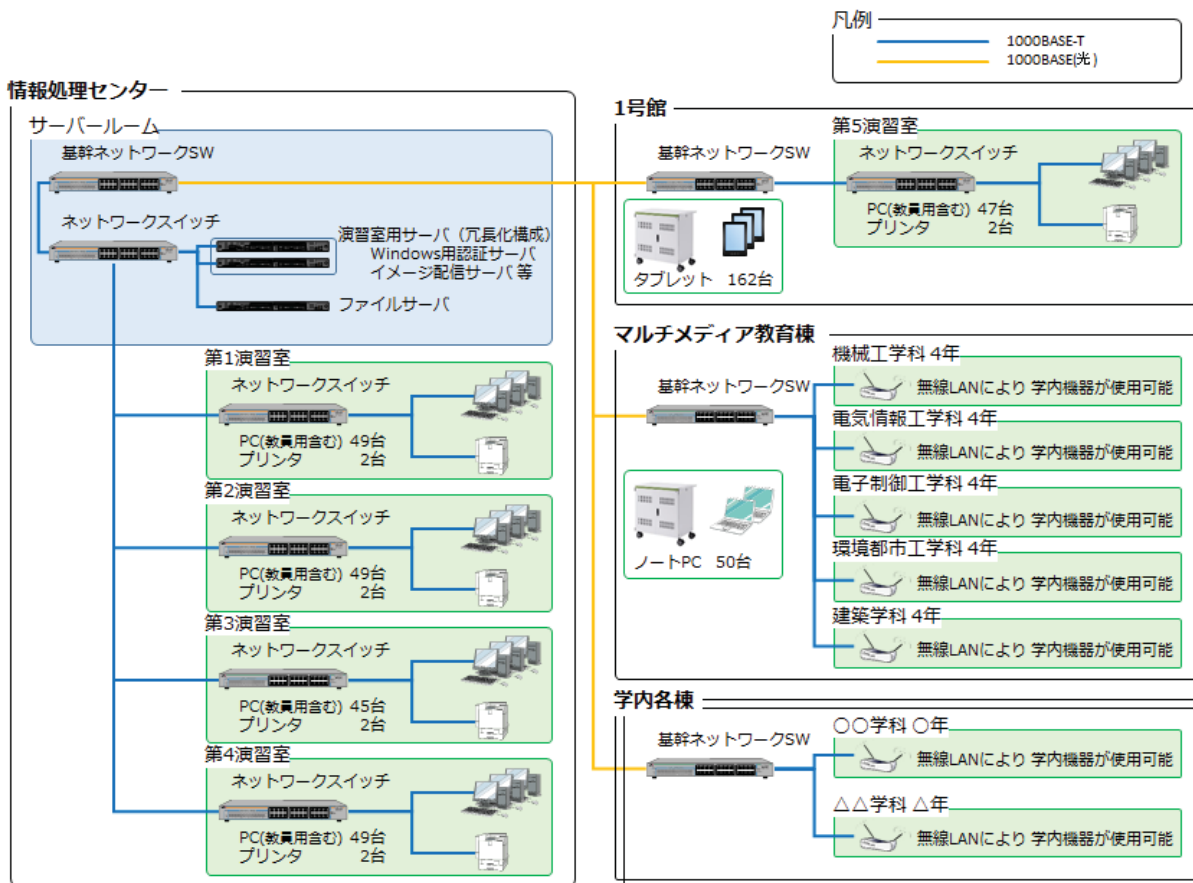 凡例
1000BASE-T
1000BASE(光)
情報処理センター
サーバールーム
基幹ネットワークSW
ネットワークスイッチ
演習室用サーバ(冗長化構成)
Windows用認証サーバ
イメージ配信サーバ 等
ファイルサーバ
第1演習室
ネットワークスイッチ
PC(教員用含む) 49台
プリンタ 2台
第2演習室
ネットワークスイッチ
PC(教員用含む) 49台
プリンタ 2台
第3演習室
ネットワークスイッチ
PC(教員用含む) 45台
プリンタ 2台
第4演習室
ネットワークスイッチ
PC(教員用含む) 49台
プリンタ 2台
1号館
基幹ネットワークSW
タブレット 162台
第5演習室
ネットワークスイッチ
PC(教員用含む) 47台
プリンタ 2台
マルチメディア教育棟
基幹ネットワークSW
ノートPC 50台
機械工学科 4年
無線LANにより 学内機器が使用可能
電気情報工学科 4年
無線LANにより 学内機器が使用可能
電子制御工学科 4年
無線LANにより 学内機器が使用可能
環境都市工学科 4年
無線LANにより 学内機器が使用可能
建築学科 4年
無線LANにより 学内機器が使用可能
学内各棟
基幹ネットワークSW
○○学科 ○年
無線LANにより 学内機器が使用可能
△△学科 △年
無線LANにより 学内機器が使用可能